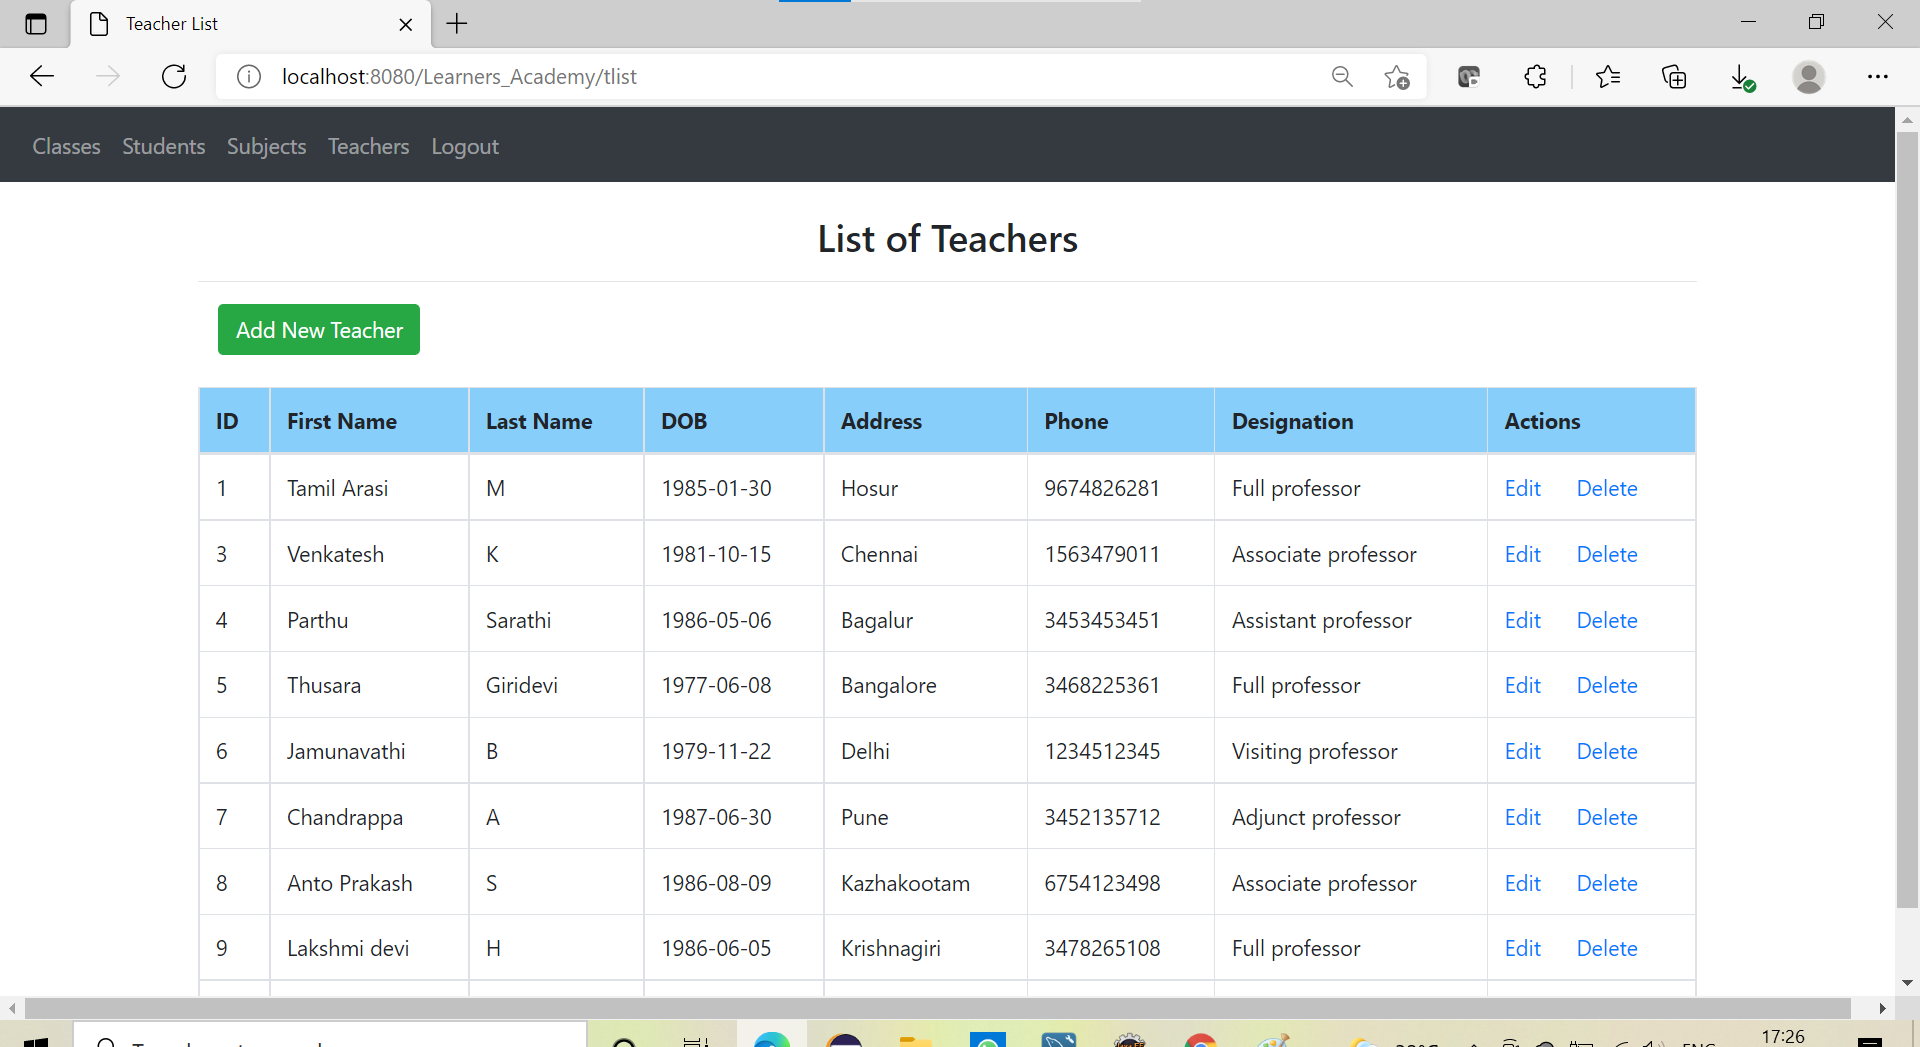 Teacher List
localhost:8080/Learners_Academy/tlist
Classes Students Subjects Teachers Logout
List of Teachers
Add New Teacher
ID First Name Last Name DOB Address Phone Designation Actions
1 Tamil Arasi M 1985-01-30 Hosur 9674826281 Full professor Edit Delete
3 Venkatesh K 1981-10-15 Chennai 1563479011 Associate professor Edit Delete
4 Parthu Sarathi 1986-05-06 Bagalur 3453453451 Assistant professor Edit Delete
5 Thusara Giridevi 1977-06-08 Bangalore 3468225361 Full professor Edit Delete
6 Jamunavathi B 1979-11-22 Delhi 1234512345 Visiting professor Edit Delete
7 Chandrappa A 1987-06-30 Pune 3452135712 Adjunct professor Edit Delete
8 Anto Prakash S 1986-08-09 Kazhakootam 6754123498 Associate professor Edit Delete
9 Lakshmi devi H 1986-06-05 Krishnagiri 3478265108 Full professor Edit Delete
17:26